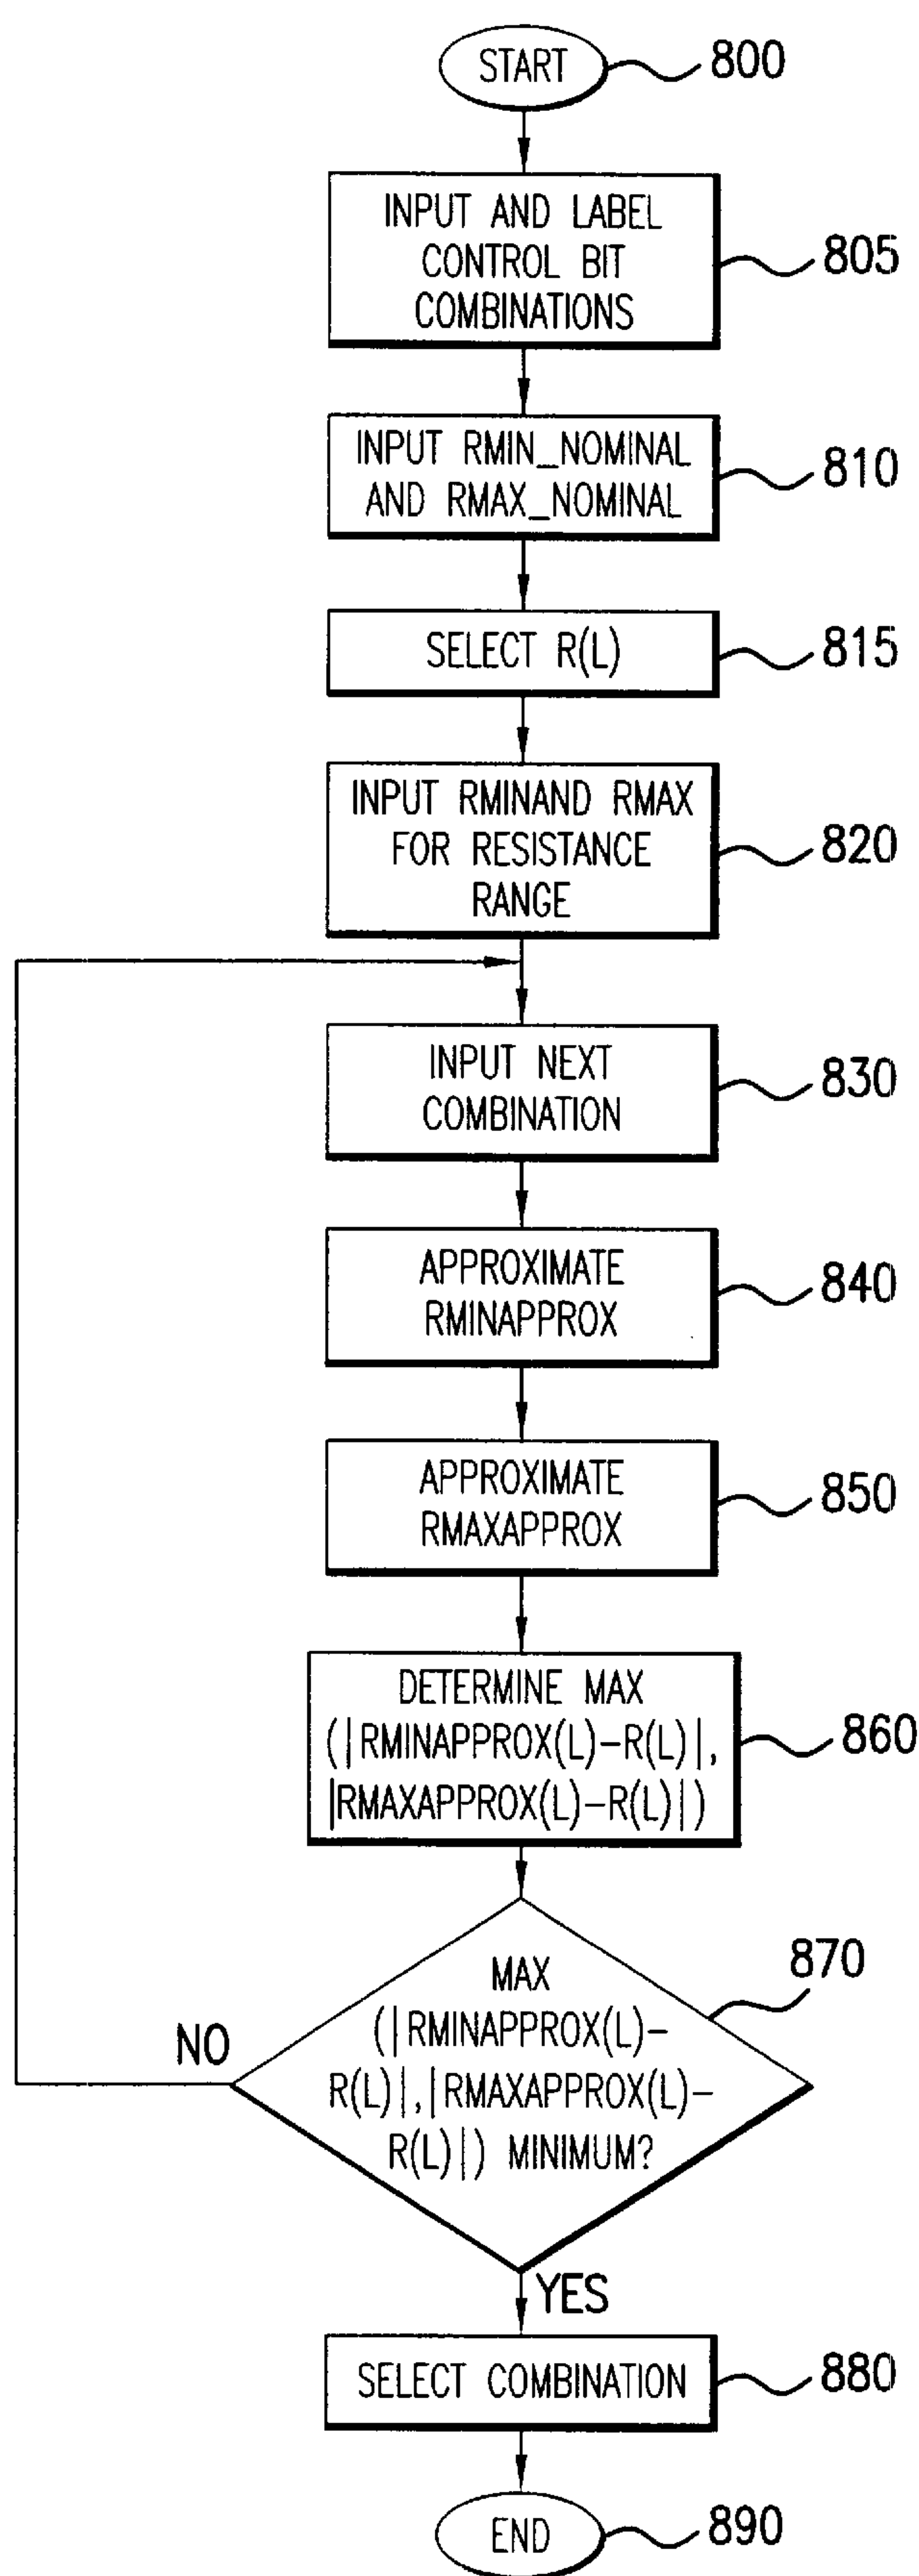 START
800
INPUT AND LABEL
CONTROL BIT
COMBINATIONS
805
INPUT RMIN_NOMINAL
AND RMAX_NOMINAL
810
SELECT R(L)
815
INPUT RMINAND RMAX
FOR RESISTANCE
RANGE
820
INPUT NEXT
COMBINATION
830
APPROXIMATE
RMINAPPROX
840
APPROXIMATE
RMAXAPPROX
850
DETERMINE MAX
(|RMINAPPROX(L)-R(L)|,
|RMAXAPPROX(L)-R(L)|)
860
MAX
(|RMINAPPROX(L)-
R(L)|,|RMAXAPPROX(L)-
R(L)|) MINIMUM?
870
NO
YES
SELECT COMBINATION
880
END
890